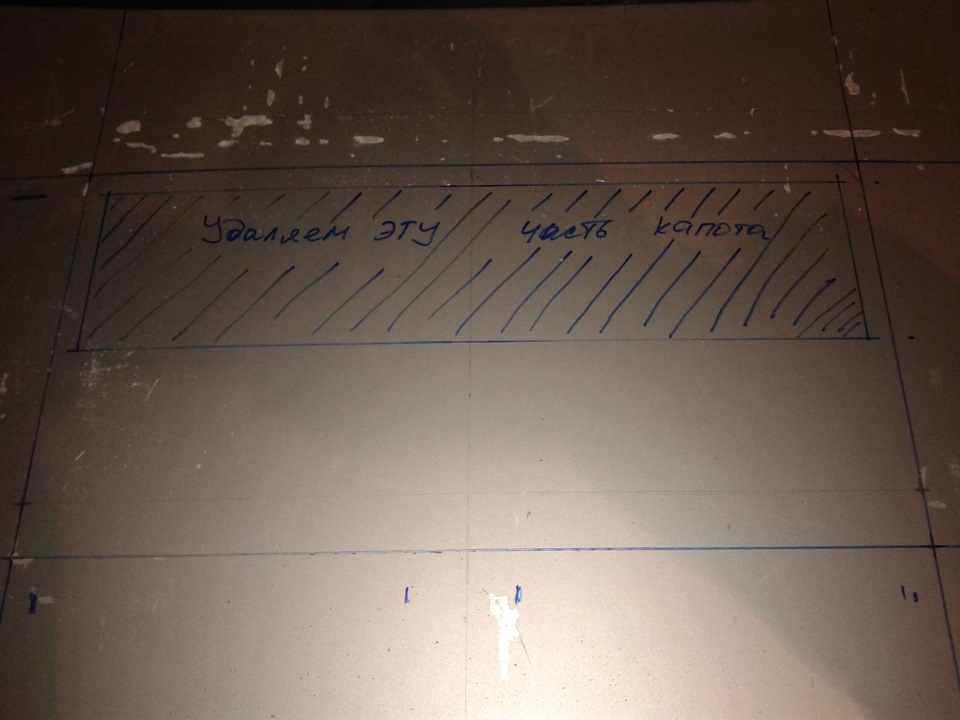 Удаляем эту часть капота